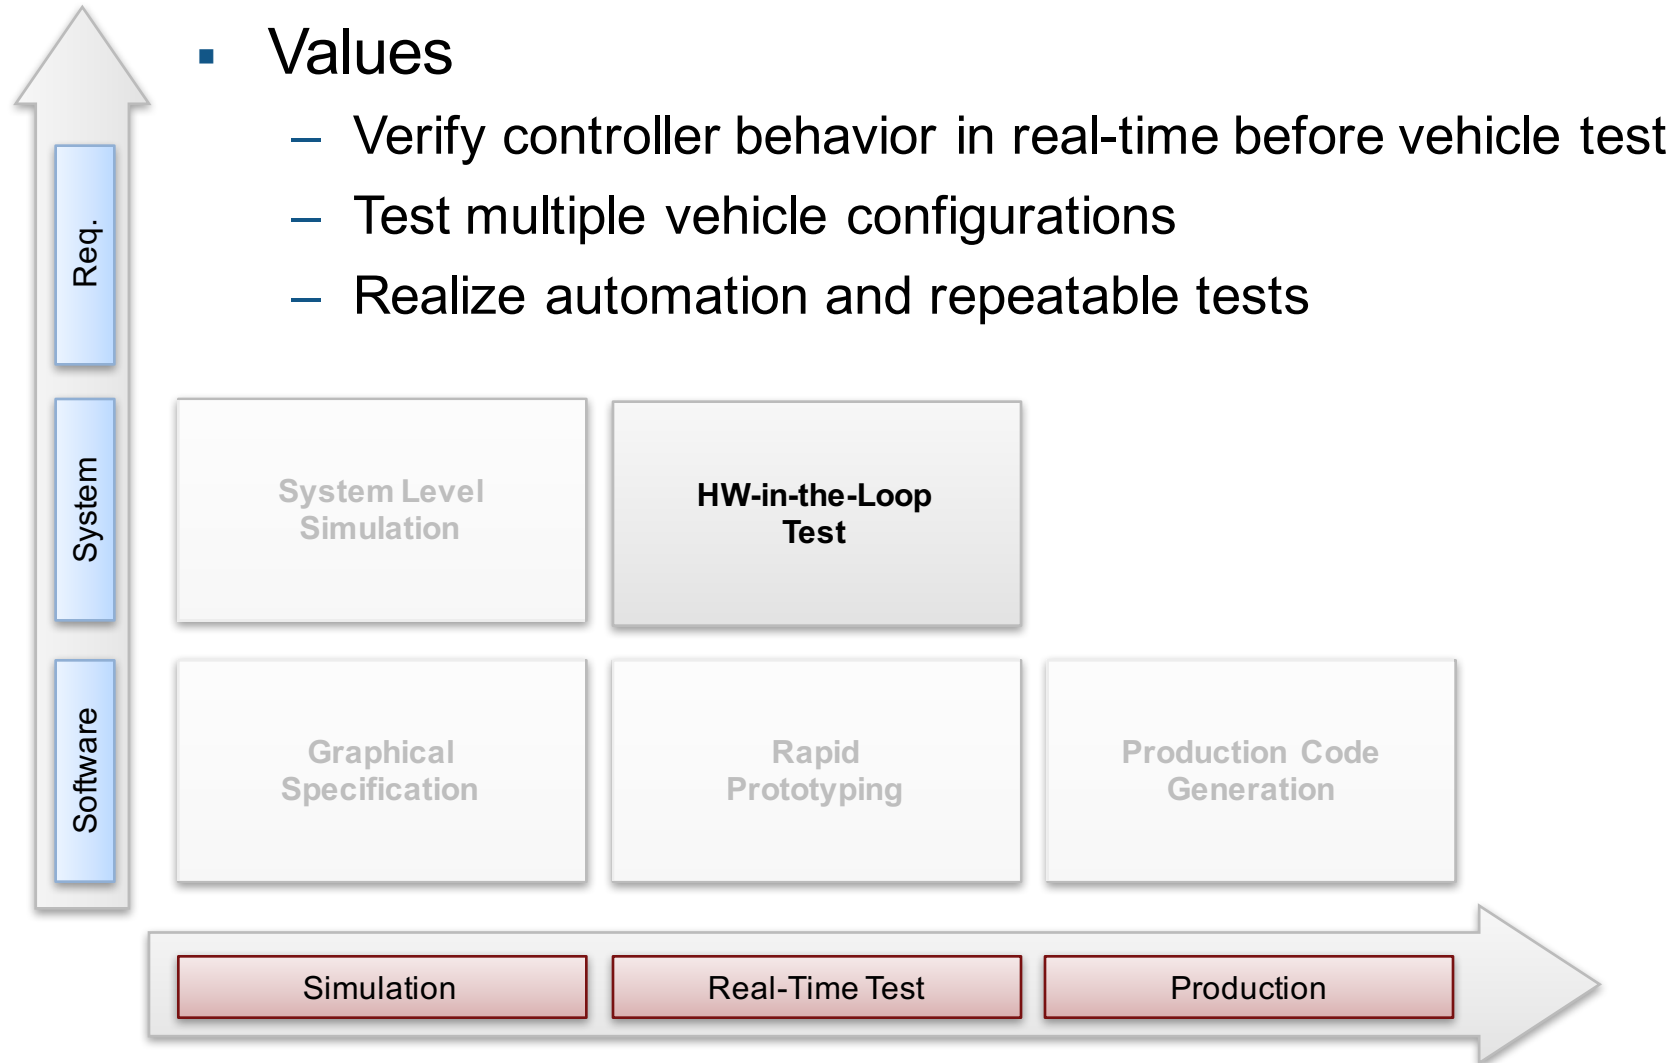 ▪ Values
– Verify controller behavior in real-time before vehicle test
– Test multiple vehicle configurations
– Realize automation and repeatable tests
Req.
System
System Level
Simulation
HW-in-the-Loop
Test
Software
Graphical
Specification
Rapid
Prototyping
Production Code
Generation
Simulation
Real-Time Test
Production